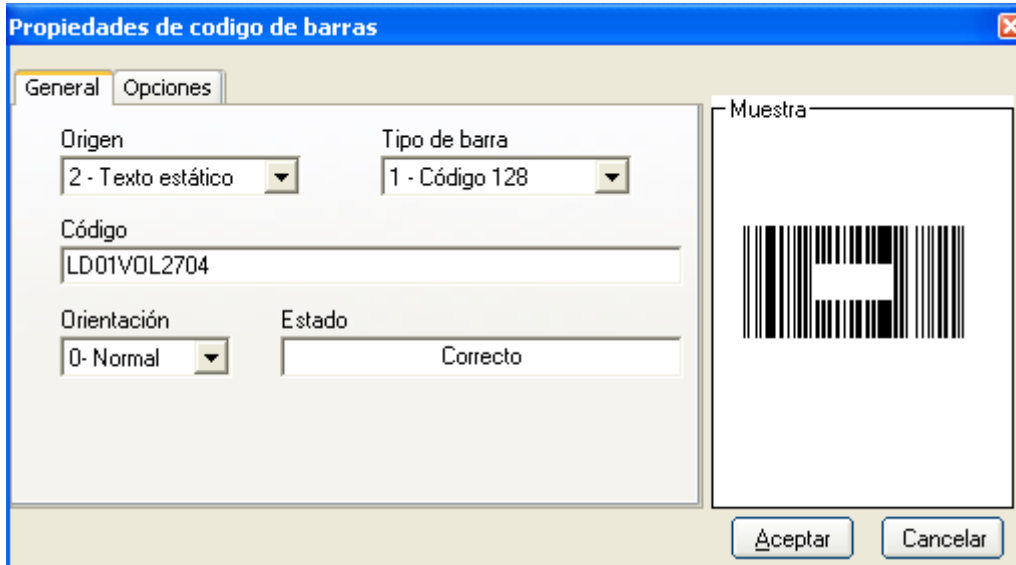 Propiedades de codigo de barras
General Opciones
Muestra
Origen Tipo de barra
2 - Texto estático 1 - Código 128
Código
LD01VOL2704
Orientación Estado
0- Normal Correcto
Aceptar Cancelar